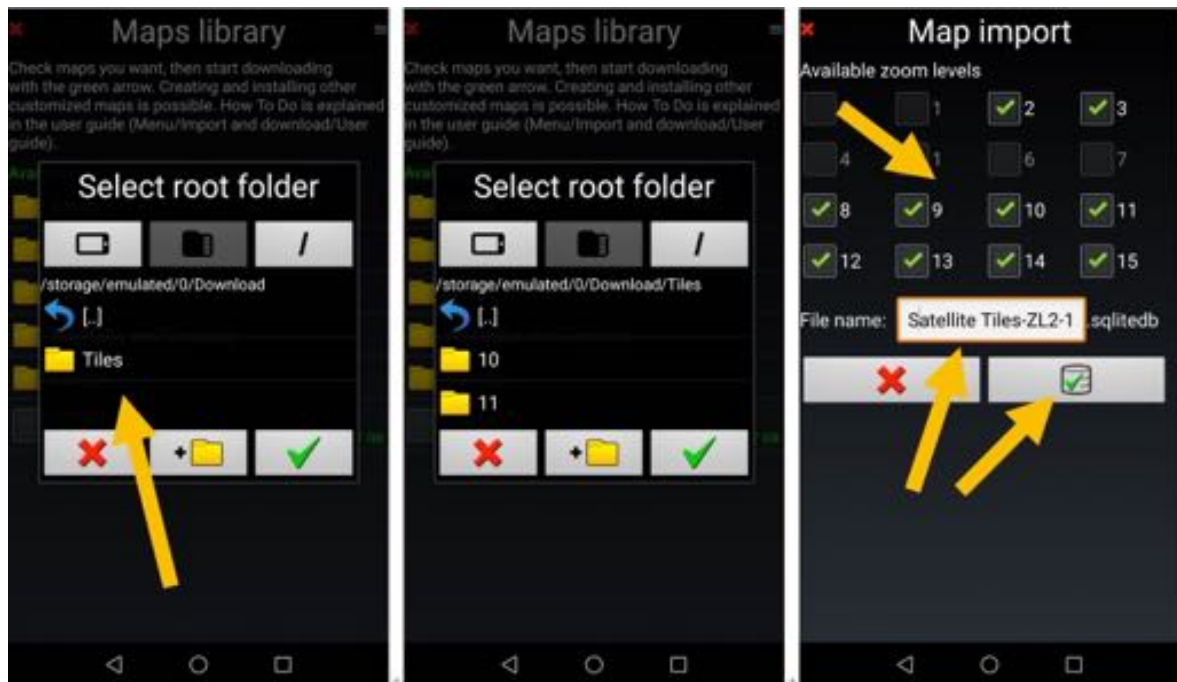 Maps library
Check maps you want, then start downloading
with the green arrow. Creating and installing other
customized maps is possible. How To Do is explained
in the user guide (Menu/Import and download/User
guide).
Select root folder
/
/storage/emulated/0/Download
[..]
Tiles
+
Maps library
Check maps you want, then start downloading
with the green arrow. Creating and installing other
customized maps is possible. How To Do is explained
in the user guide (Menu/Import and download/User
guide).
Select root folder
/
/storage/emulated/0/Download/Tiles
[..]
10
11
+
Map import
Available zoom levels
1 2 3
4 6 7
8 9 10 11
12 13 14 15
File name: Satellite Tiles-ZL2-1 .sqlitedb